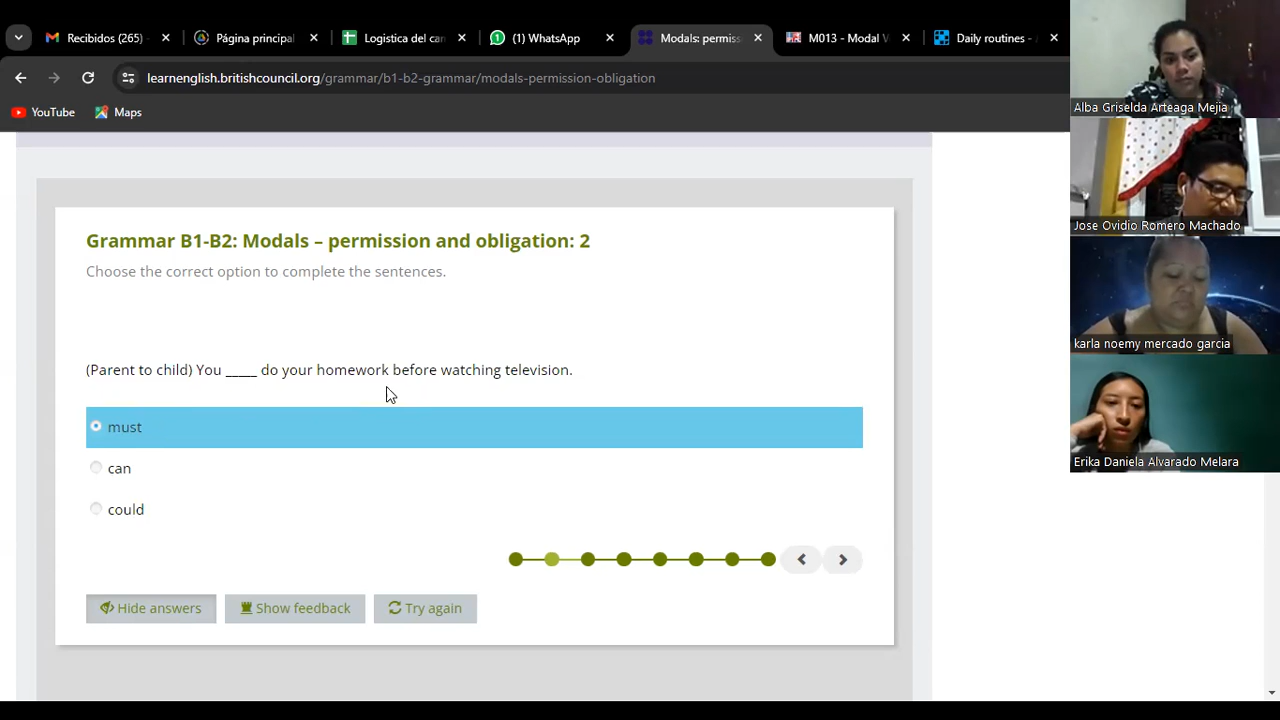 Recibidos (265) -
Página principal
Logistica del car
(1) WhatsApp
Modals: permiss
M013 - Modal V
Daily routines -
learnenglish.britishcouncil.org/grammar/b1-b2-grammar/modals-permission-obligation
YouTube
Maps
Grammar B1-B2: Modals – permission and obligation: 2
Choose the correct option to complete the sentences.
(Parent to child) You _____ do your homework before watching television.
must
can
could
Hide answers
Show feedback
Try again
Alba Griselda Arteaga Mejia
Jose Ovidio Romero Machado
karla noemy mercado garcia
Erika Daniela Alvarado Melara